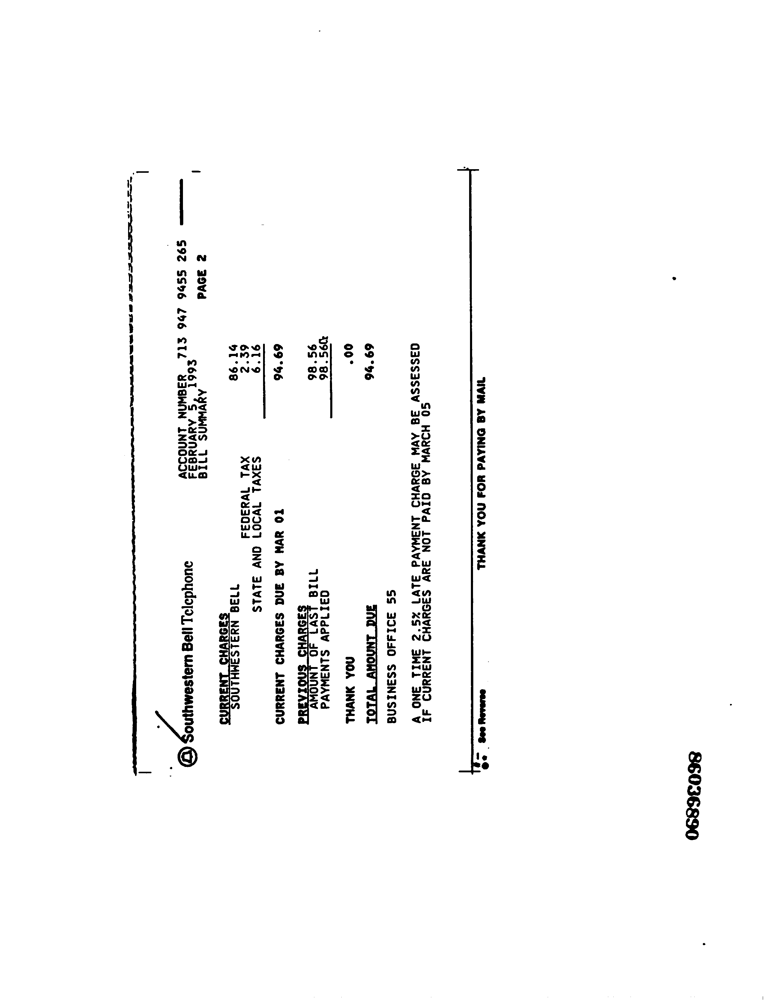 Southwestern Bell Telephone
ACCOUNT NUMBER 713 947 9455 265
FEBRUARY 5, 1993
BILL SUMMARY PAGE 2
CURRENT CHARGES
SOUTHWESTERN BELL 86.14
FEDERAL TAX 2.39
STATE AND LOCAL TAXES 6.16
CURRENT CHARGES DUE BY MAR 01 94.69
PREVIOUS CHARGES
AMOUNT OF LAST BILL 98.56
PAYMENTS APPLIED 98.56Cr
THANK YOU .00
TOTAL AMOUNT DUE 94.69
BUSINESS OFFICE 55
A ONE TIME 2.5% LATE PAYMENT CHARGE MAY BE ASSESSED
IF CURRENT CHARGES ARE NOT PAID BY MARCH 05
See Reverse THANK YOU FOR PAYING BY MAIL
86036890